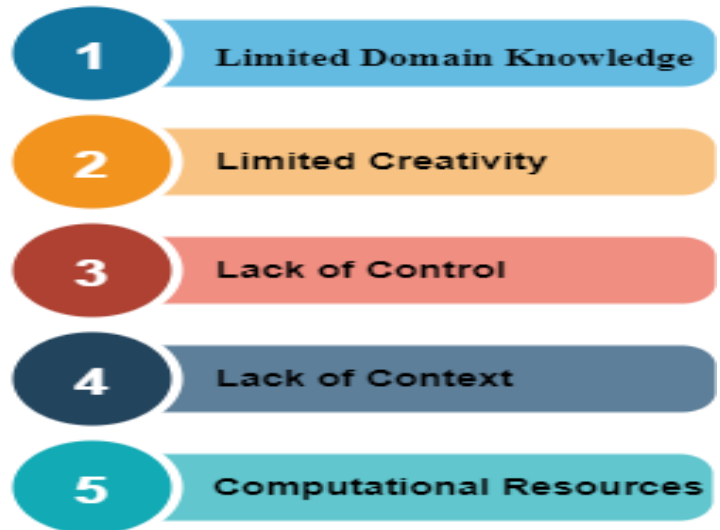 1 Limited Domain Knowledge
2 Limited Creativity
3 Lack of Control
4 Lack of Context
5 Computational Resources